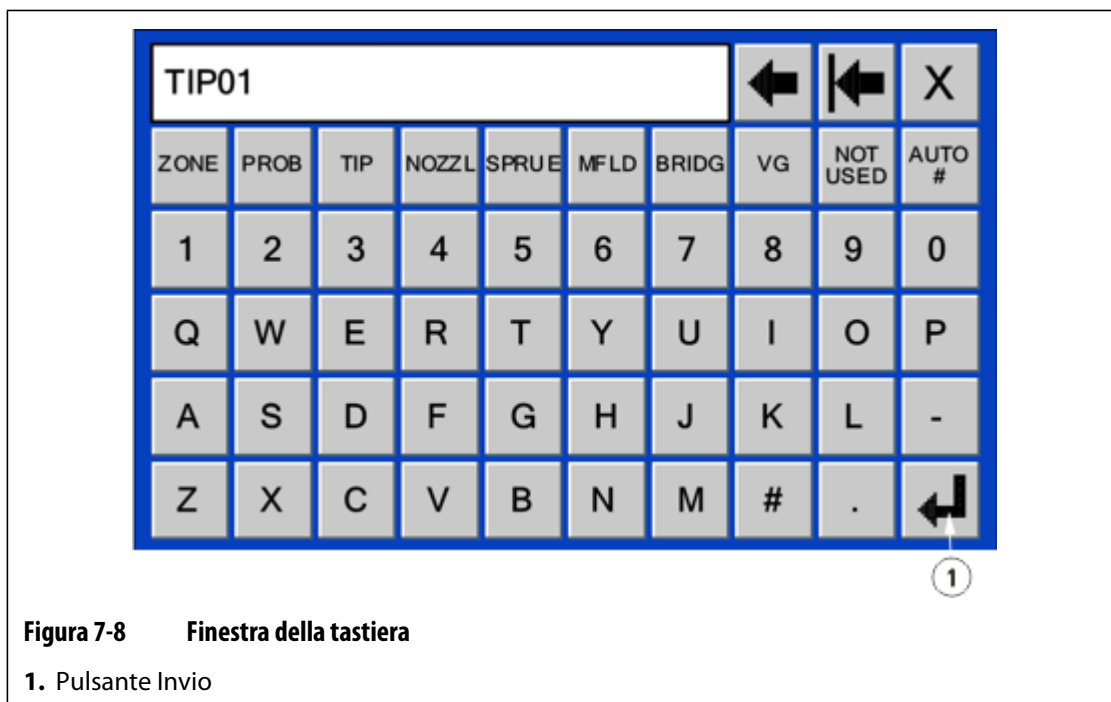 TIP01 X
ZONE PROB TIP NOZZL SPRUE MFLD BRIDG VG NOT USED AUTO #
1 2 3 4 5 6 7 8 9 0
Q W E R T Y U I O P
A S D F G H J K L -
Z X C V B N M # .
1
Figura 7-8 Finestra della tastiera
1. Pulsante Invio